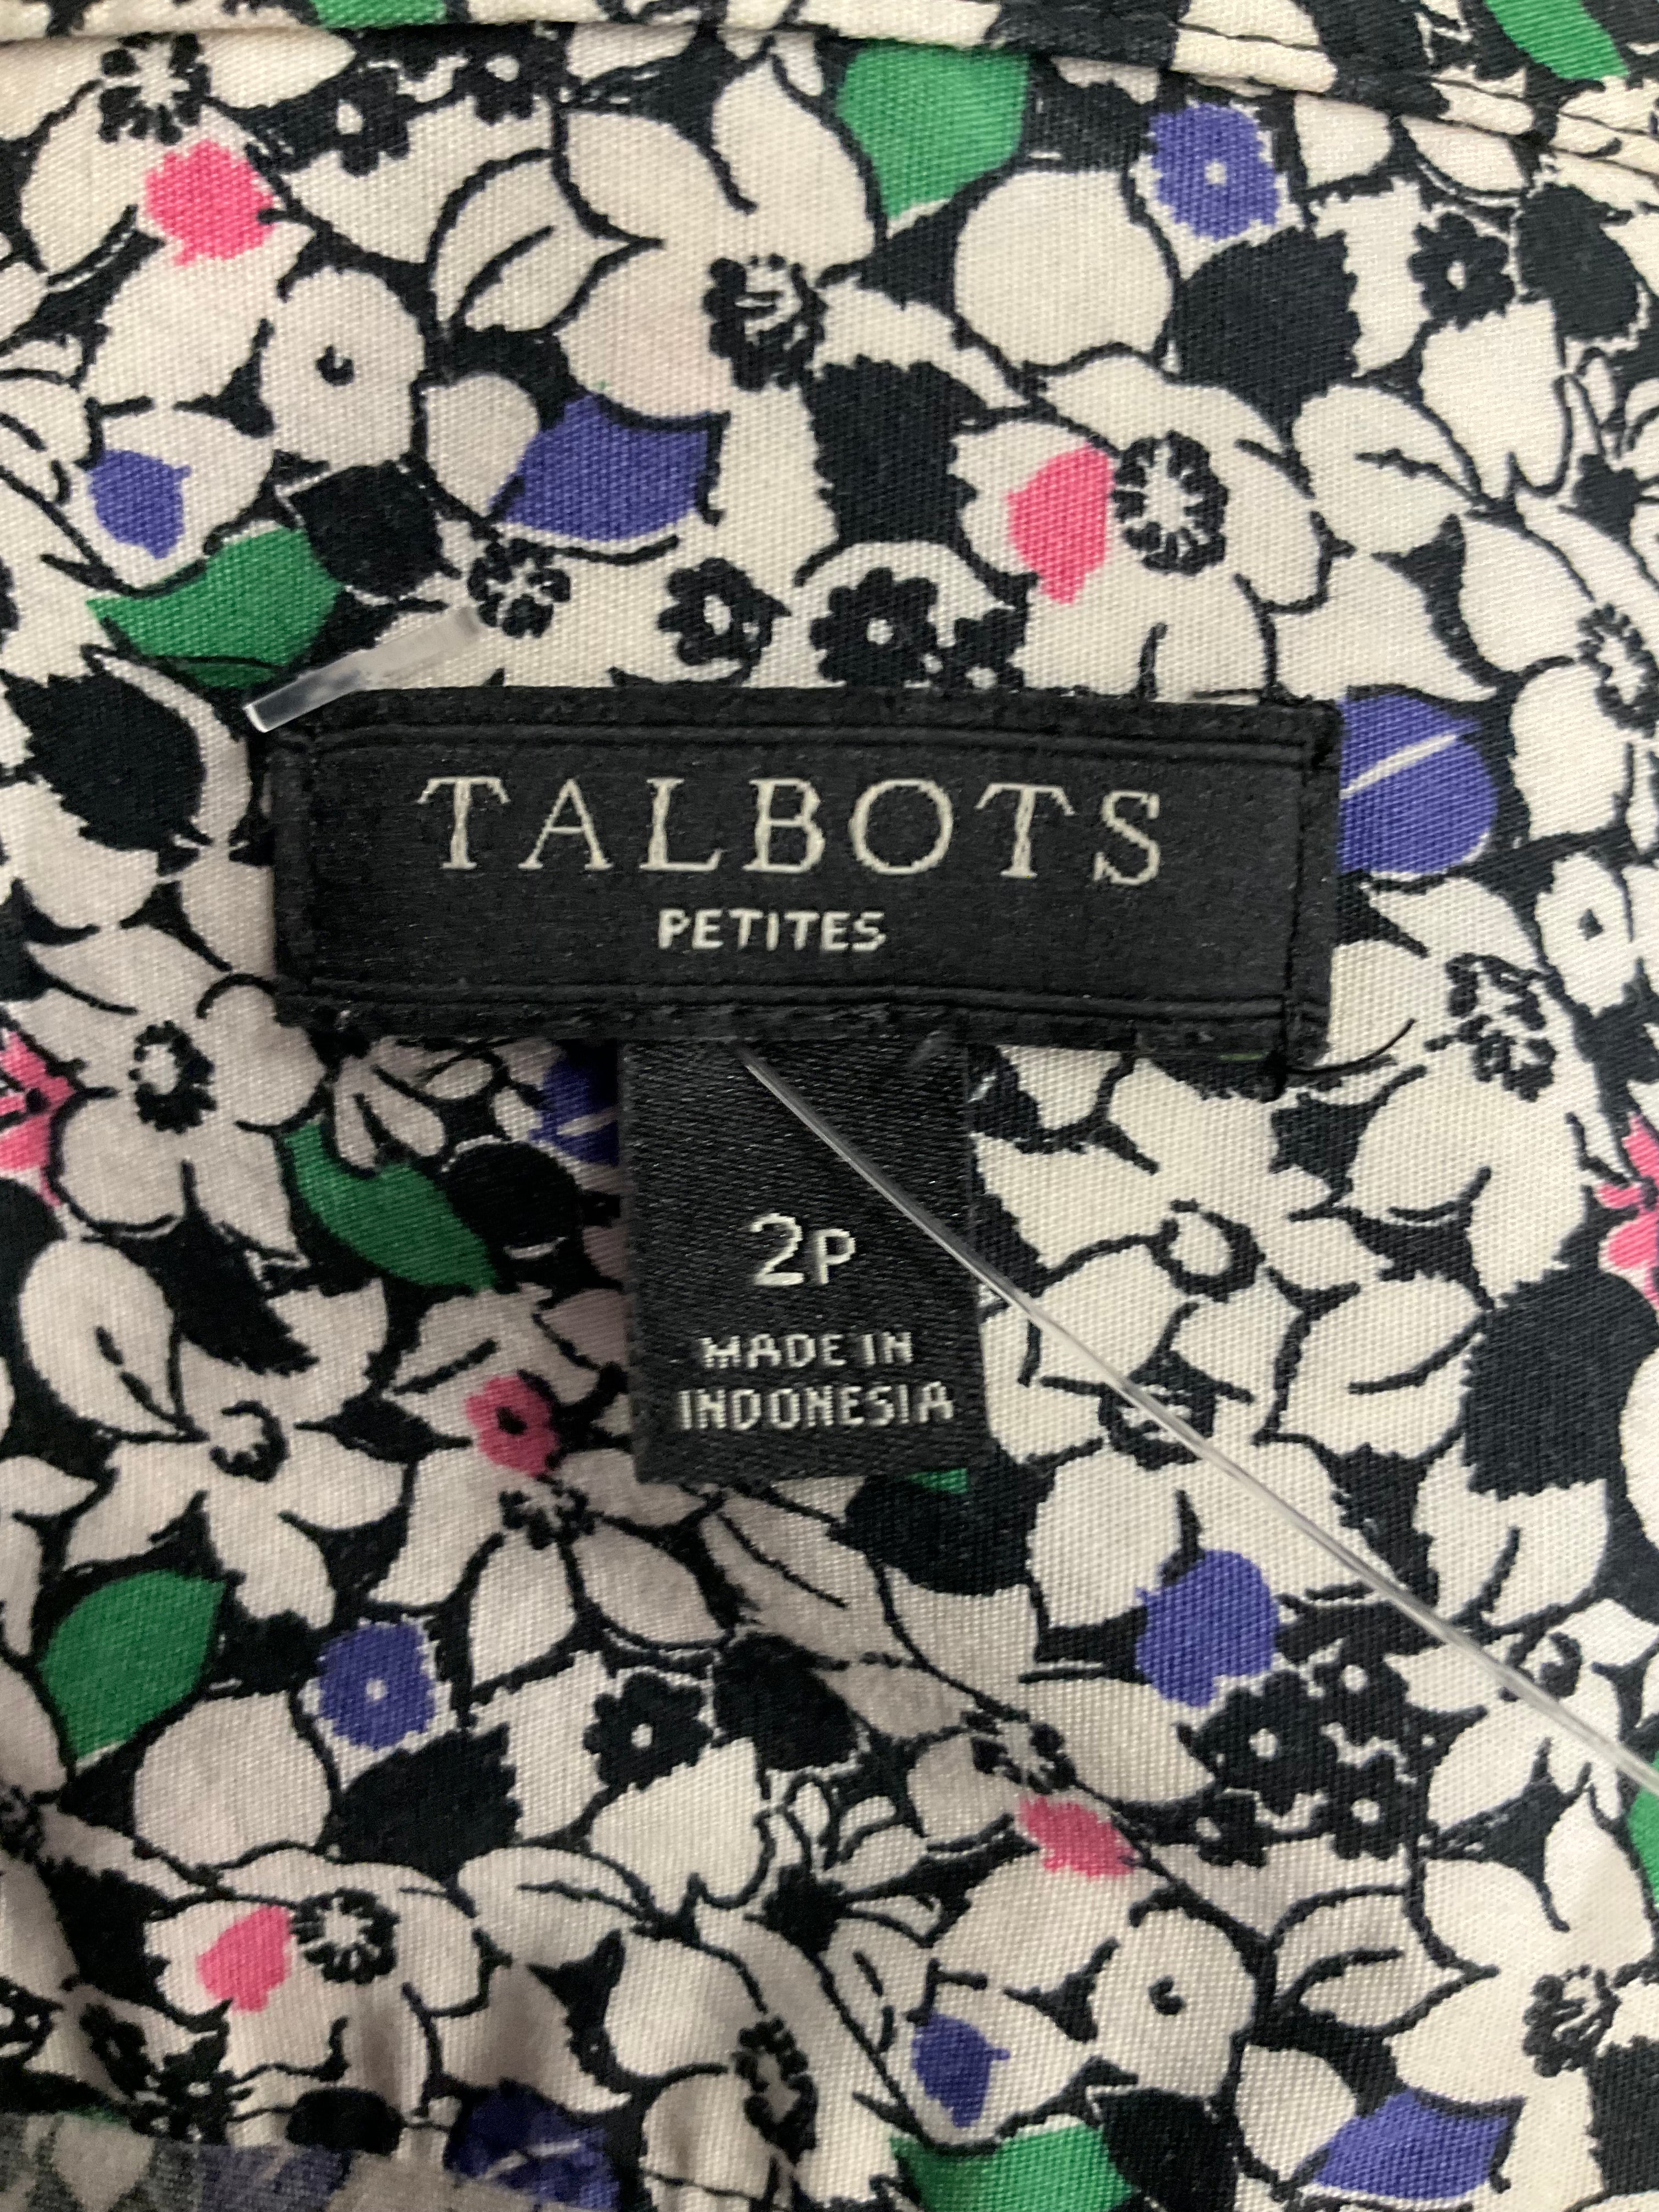 TALBOTS
PETITES
2P
MADE IN
INDONESIA